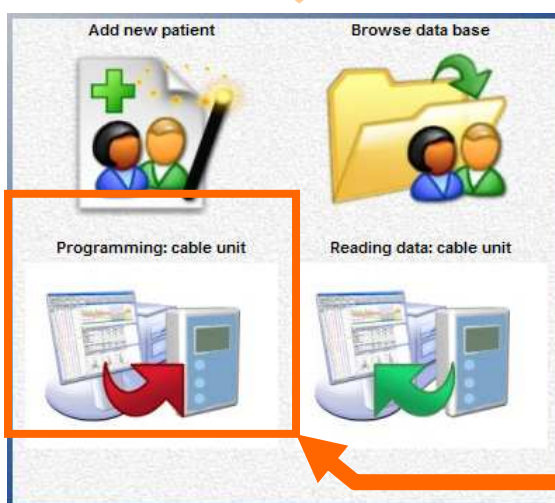 Add new patient
Browse data base
Programming: cable unit
Reading data: cable unit